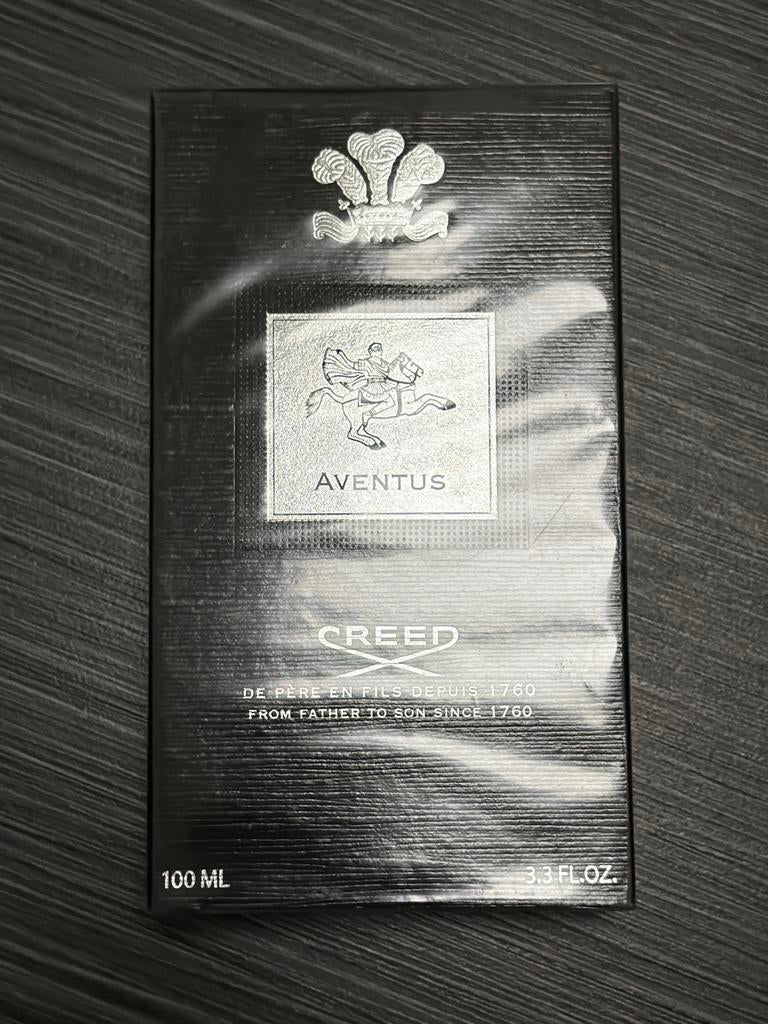 AVENTUS
CREED
DE PÈRE EN FILS DEPUIS 1760
FROM FATHER TO SON SINCE 1760
100 ML
3.3 FL.OZ.